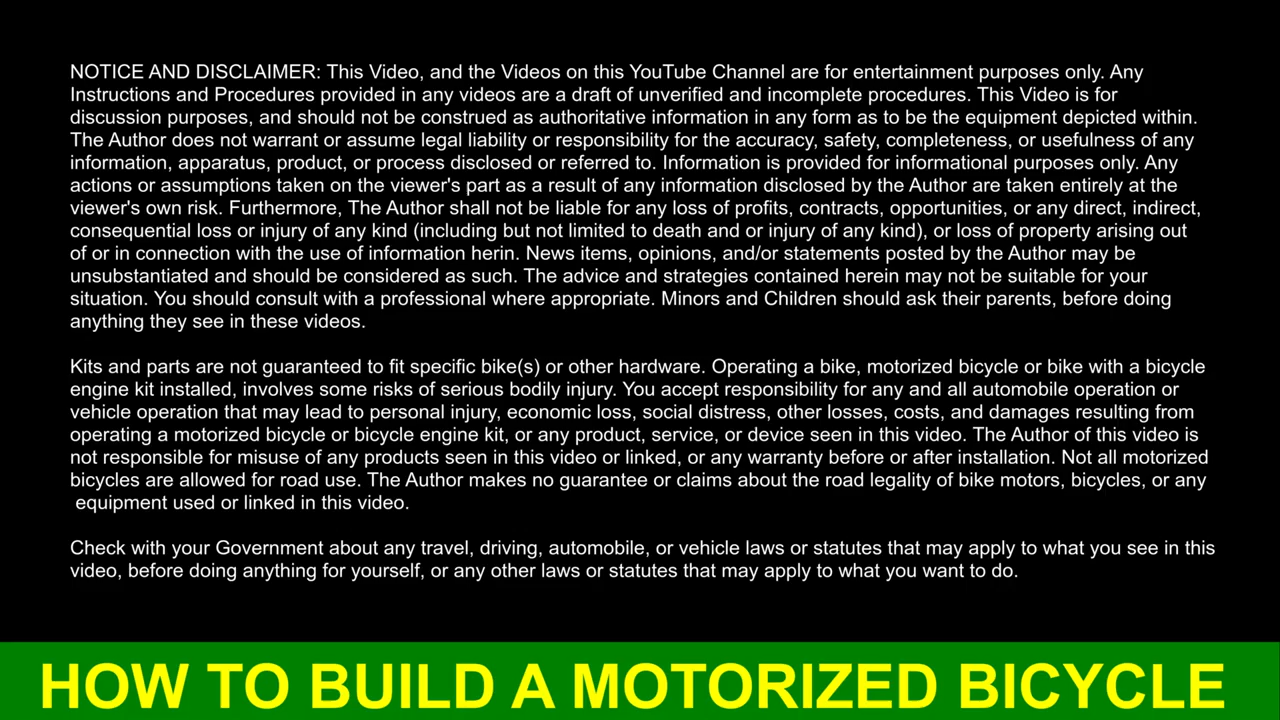 NOTICE AND DISCLAIMER: This Video, and the Videos on this YouTube Channel are for entertainment purposes only. Any
Instructions and Procedures provided in any videos are a draft of unverified and incomplete procedures. This Video is for
discussion purposes, and should not be construed as authoritative information in any form as to be the equipment depicted within.
The Author does not warrant or assume legal liability or responsibility for the accuracy, safety, completeness, or usefulness of any
information, apparatus, product, or process disclosed or referred to. Information is provided for informational purposes only. Any
actions or assumptions taken on the viewer's part as a result of any information disclosed by the Author are taken entirely at the
viewer's own risk. Furthermore, The Author shall not be liable for any loss of profits, contracts, opportunities, or any direct, indirect,
consequential loss or injury of any kind (including but not limited to death and or injury of any kind), or loss of property arising out
of or in connection with the use of information herin. News items, opinions, and/or statements posted by the Author may be
unsubstantiated and should be considered as such. The advice and strategies contained herein may not be suitable for your
situation. You should consult with a professional where appropriate. Minors and Children should ask their parents, before doing
anything they see in these videos.
Kits and parts are not guaranteed to fit specific bike(s) or other hardware. Operating a bike, motorized bicycle or bike with a bicycle
engine kit installed, involves some risks of serious bodily injury. You accept responsibility for any and all automobile operation or
vehicle operation that may lead to personal injury, economic loss, social distress, other losses, costs, and damages resulting from
operating a motorized bicycle or bicycle engine kit, or any product, service, or device seen in this video. The Author of this video is
not responsible for misuse of any products seen in this video or linked, or any warranty before or after installation. Not all motorized
bicycles are allowed for road use. The Author makes no guarantee or claims about the road legality of bike motors, bicycles, or any
equipment used or linked in this video.
Check with your Government about any travel, driving, automobile, or vehicle laws or statutes that may apply to what you see in this
video, before doing anything for yourself, or any other laws or statutes that may apply to what you want to do.
HOW TO BUILD A MOTORIZED BICYCLE